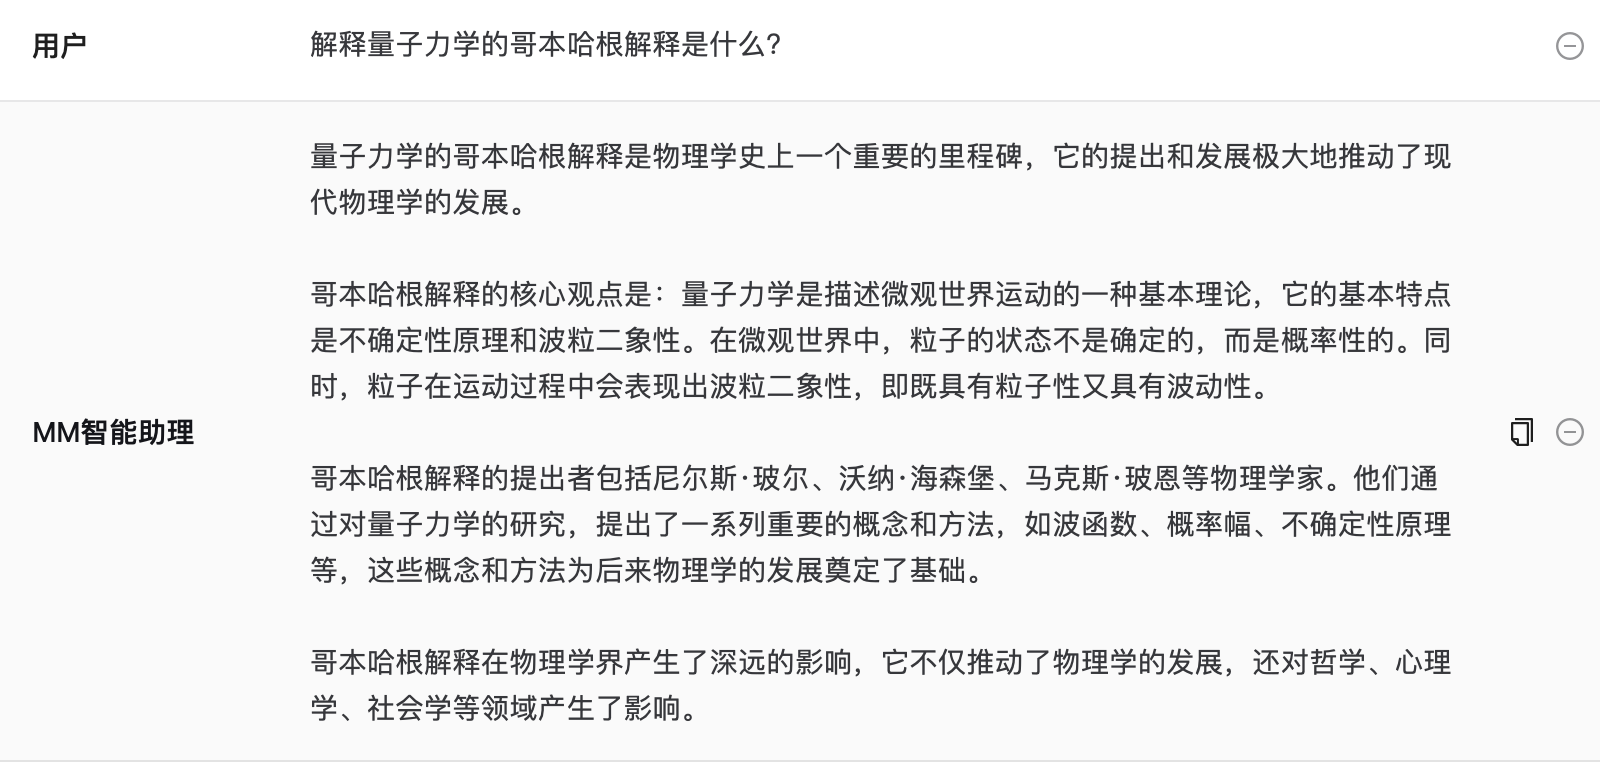 用户
解释量子力学的哥本哈根解释是什么?
量子力学的哥本哈根解释是物理学史上一个重要的里程碑，它的提出和发展极大地推动了现
代物理学的发展。
哥本哈根解释的核心观点是：量子力学是描述微观世界运动的一种基本理论，它的基本特点
是不确定性原理和波粒二象性。在微观世界中，粒子的状态不是确定的，而是概率性的。同
时，粒子在运动过程中会表现出波粒二象性，即既具有粒子性又具有波动性。
MM智能助理
哥本哈根解释的提出者包括尼尔斯·玻尔、沃纳·海森堡、马克斯·玻恩等物理学家。他们通
过对量子力学的研究，提出了一系列重要的概念和方法，如波函数、概率幅、不确定性原理
等，这些概念和方法为后来物理学的发展奠定了基础。
哥本哈根解释在物理学界产生了深远的影响，它不仅推动了物理学的发展，还对哲学、心理
学、社会学等领域产生了影响。